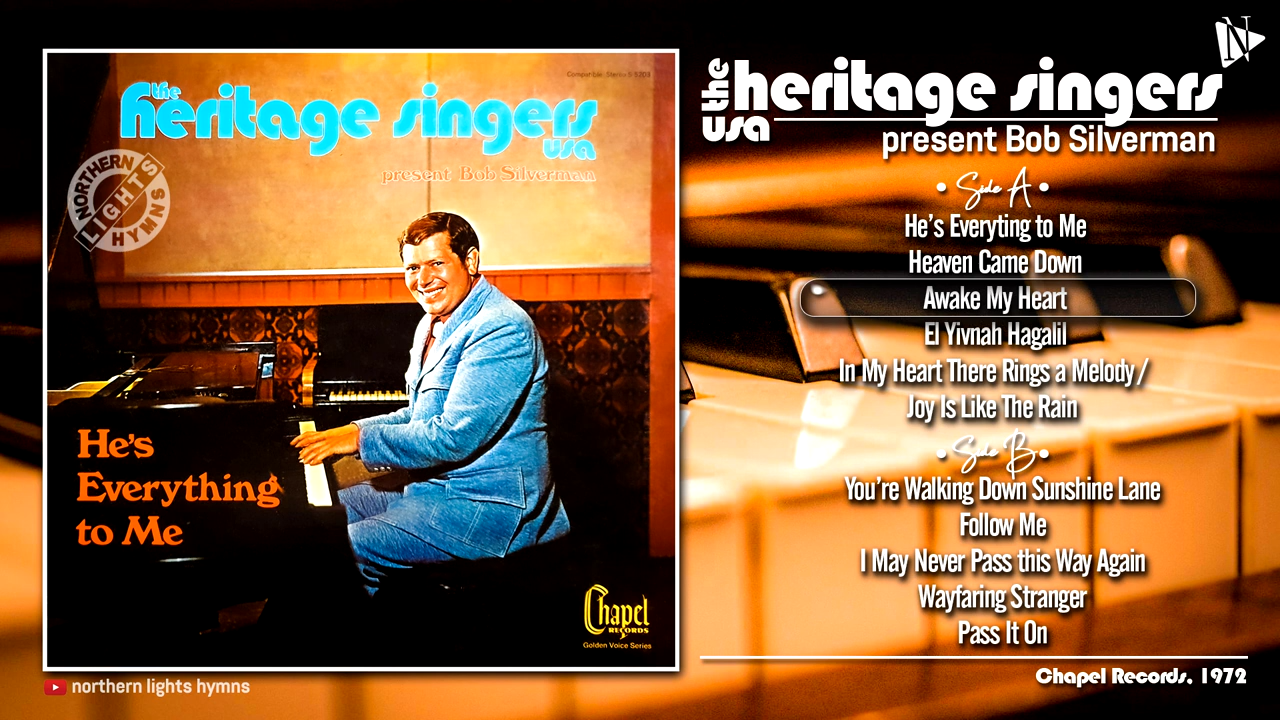 Compatible Stereo S 5203
the
heritage singers
usa
present Bob Silverman
NORTHERN
LIGHTS
HYMNS
He's
Everything
to Me
Chapel
RECORDS
Golden Voice Series
northern lights hymns
N
the
heritage singers
usa
present Bob Silverman
• Side A •
He's Everyting to Me
Heaven Came Down
Awake My Heart
El Yivnah Hagalil
In My Heart There Rings a Melody/
Joy Is Like The Rain
• Side B •
You're Walking Down Sunshine Lane
Follow Me
I May Never Pass this Way Again
Wayfaring Stranger
Pass It On
Chapel Records, 1972